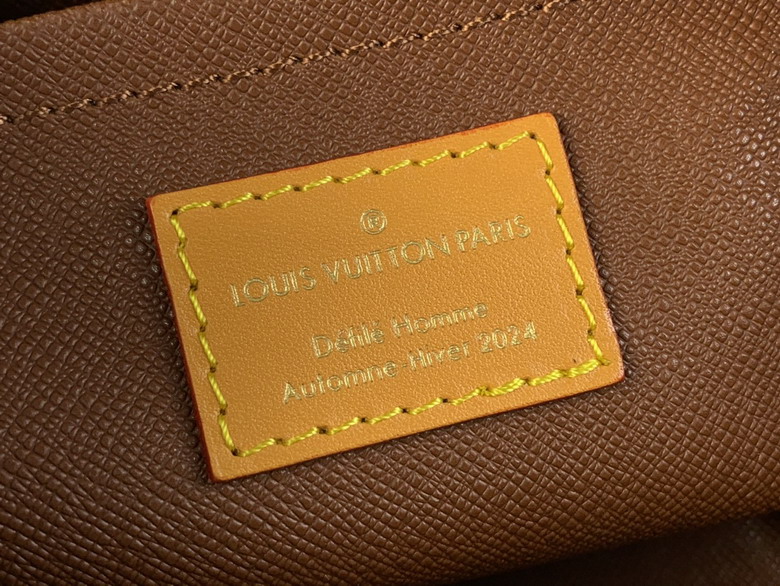 ®
LOUIS VUITTON PARIS
Défilé Homme
Automne-Hiver 2024